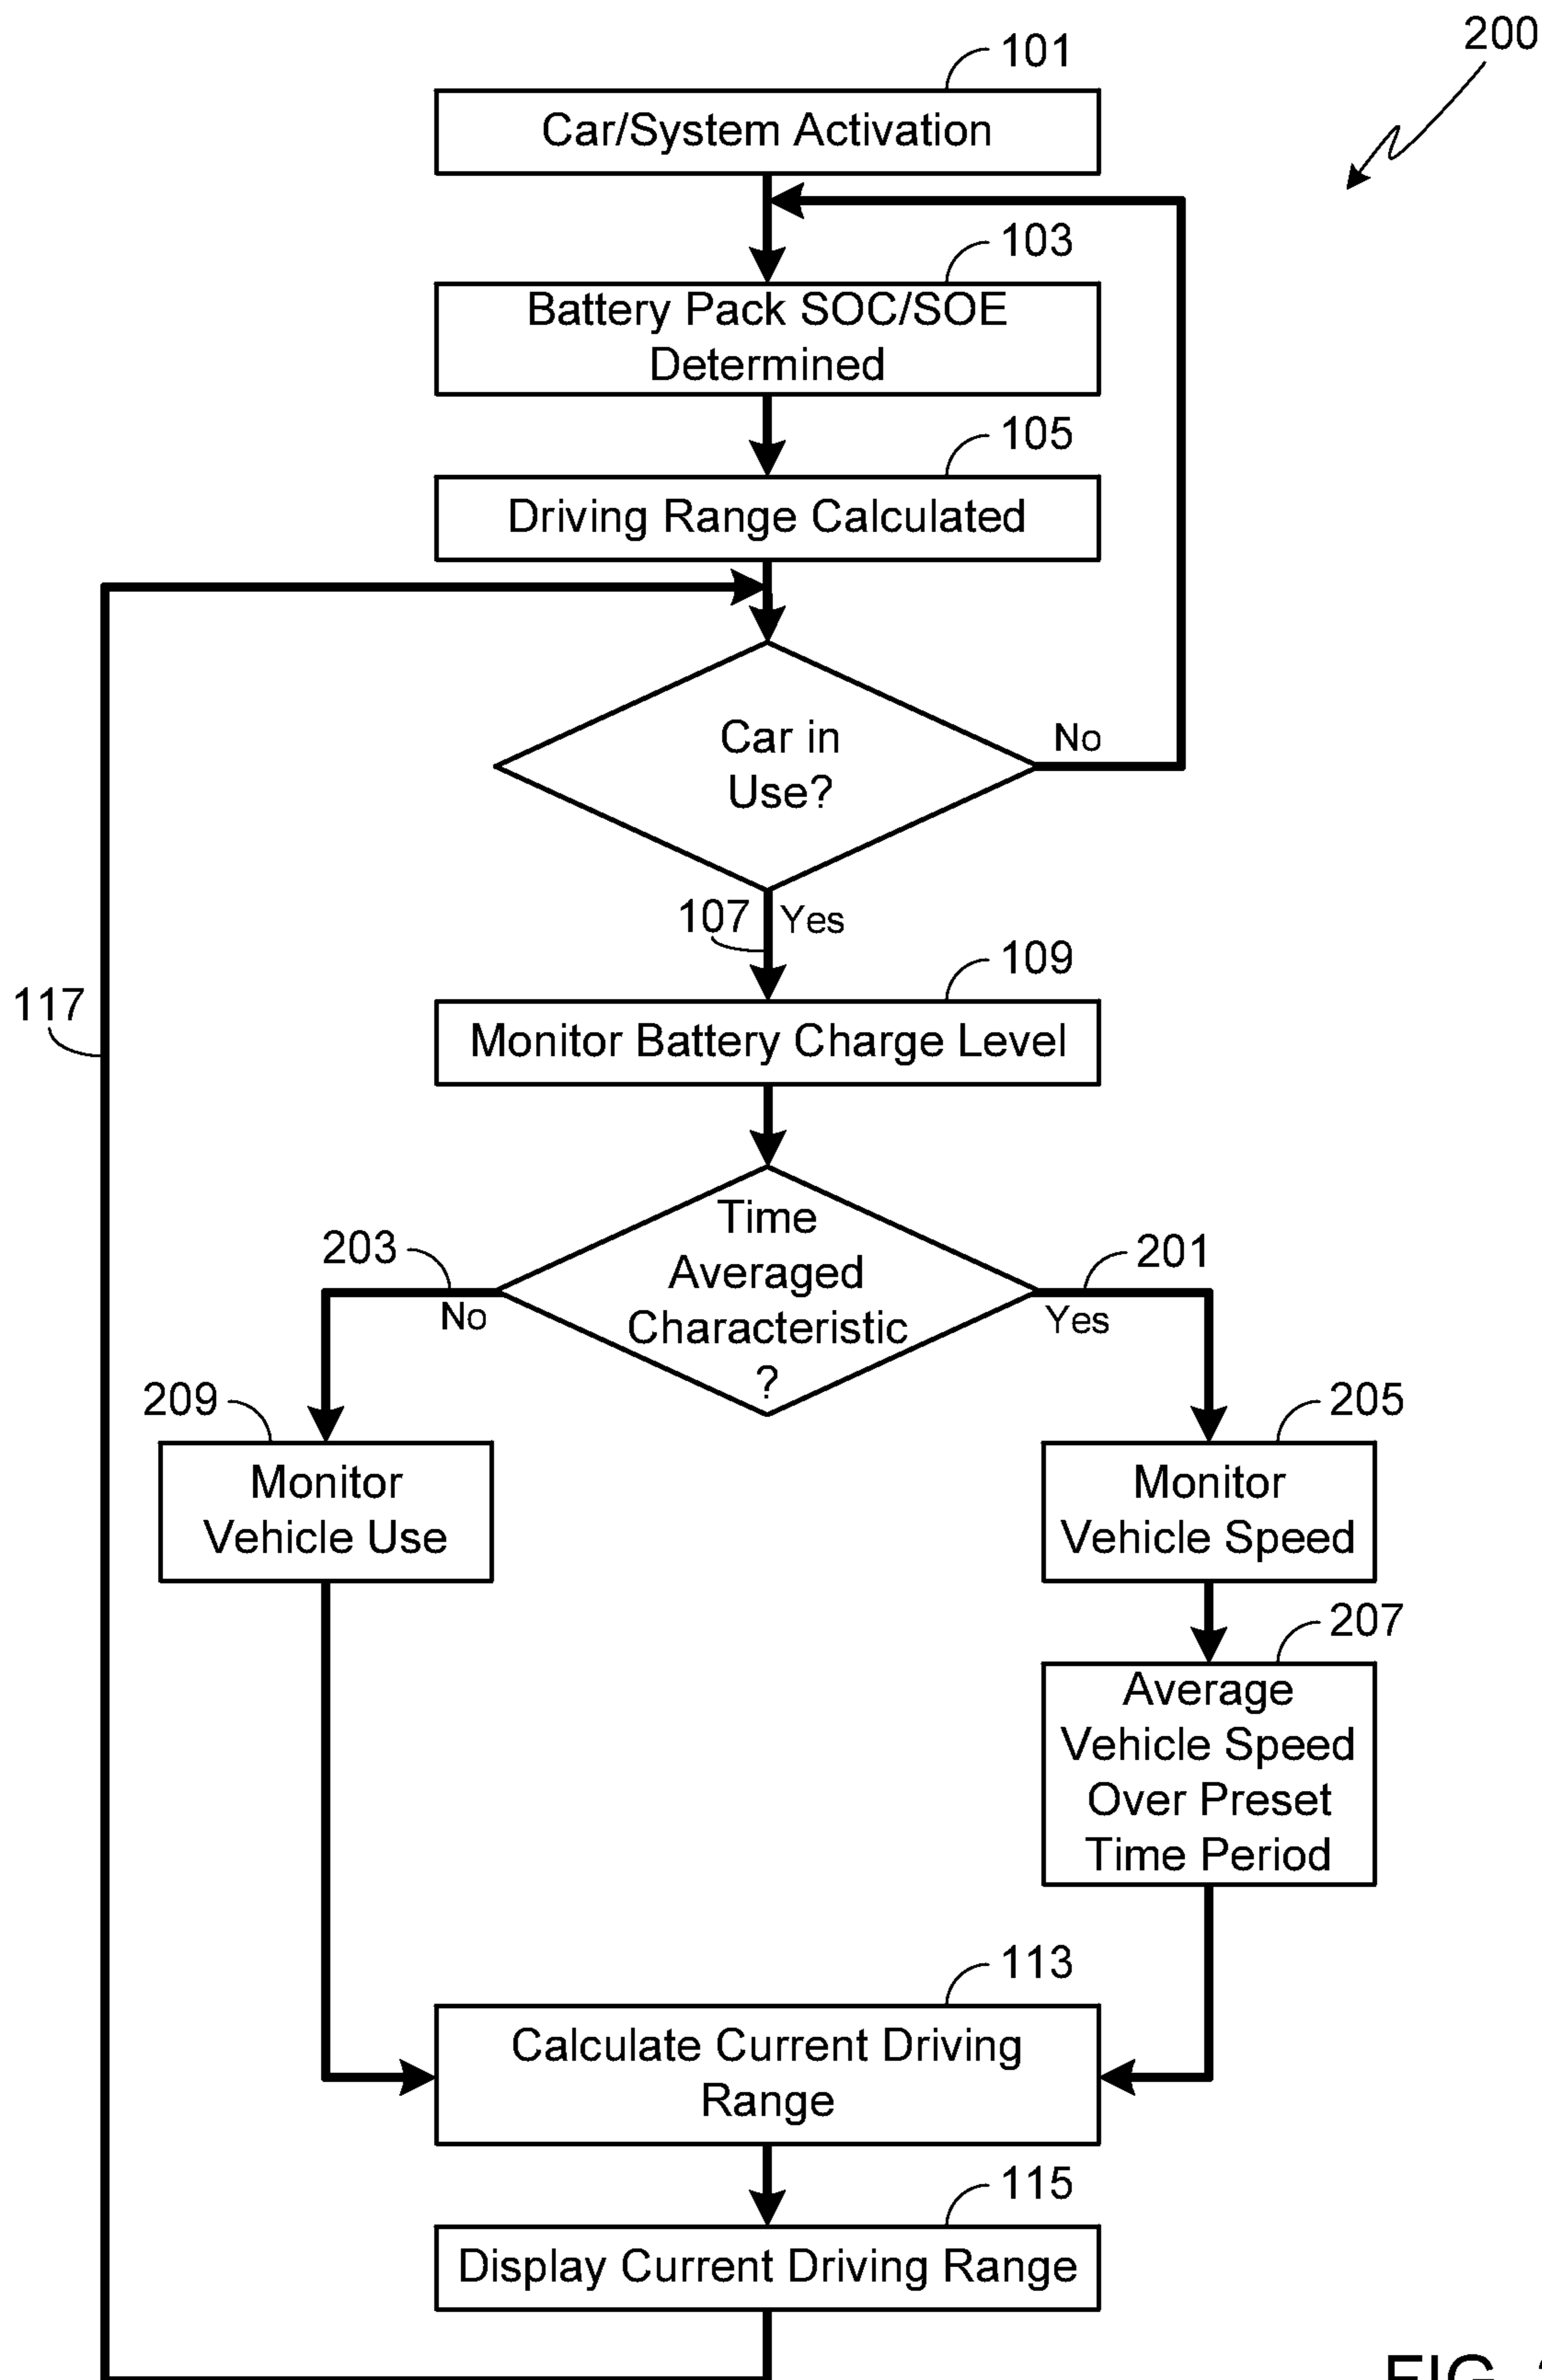 200
101
Car/System Activation
103
Battery Pack SOC/SOE
Determined
105
Driving Range Calculated
Car in
Use?
No
107
Yes
109
117
Monitor Battery Charge Level
Time
Averaged
Characteristic
?
203
No
201
Yes
209
Monitor
Vehicle Use
205
Monitor
Vehicle Speed
207
Average
Vehicle Speed
Over Preset
Time Period
113
Calculate Current Driving
Range
115
Display Current Driving Range
FIG.